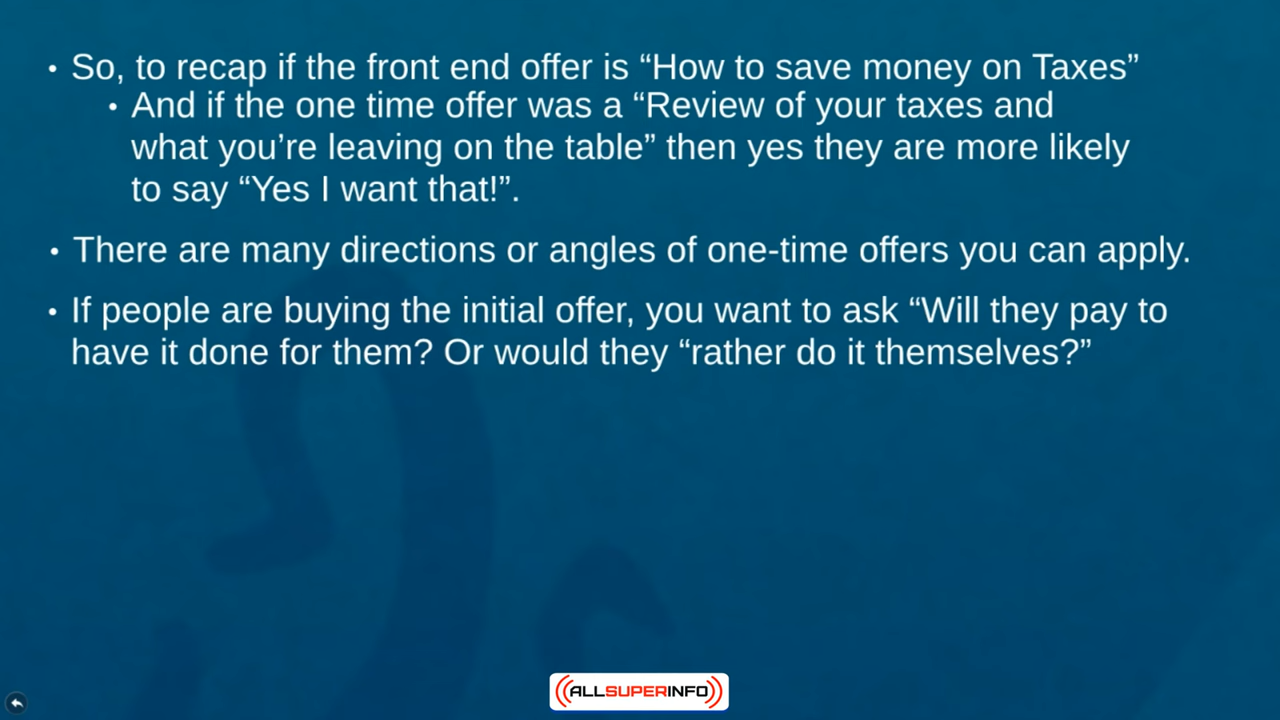 • So, to recap if the front end offer is “How to save money on Taxes”
• And if the one time offer was a “Review of your taxes and
what you’re leaving on the table” then yes they are more likely
to say “Yes I want that!”.
• There are many directions or angles of one-time offers you can apply.
• If people are buying the initial offer, you want to ask “Will they pay to
have it done for them? Or would they “rather do it themselves?”
ALLSUPERINFO